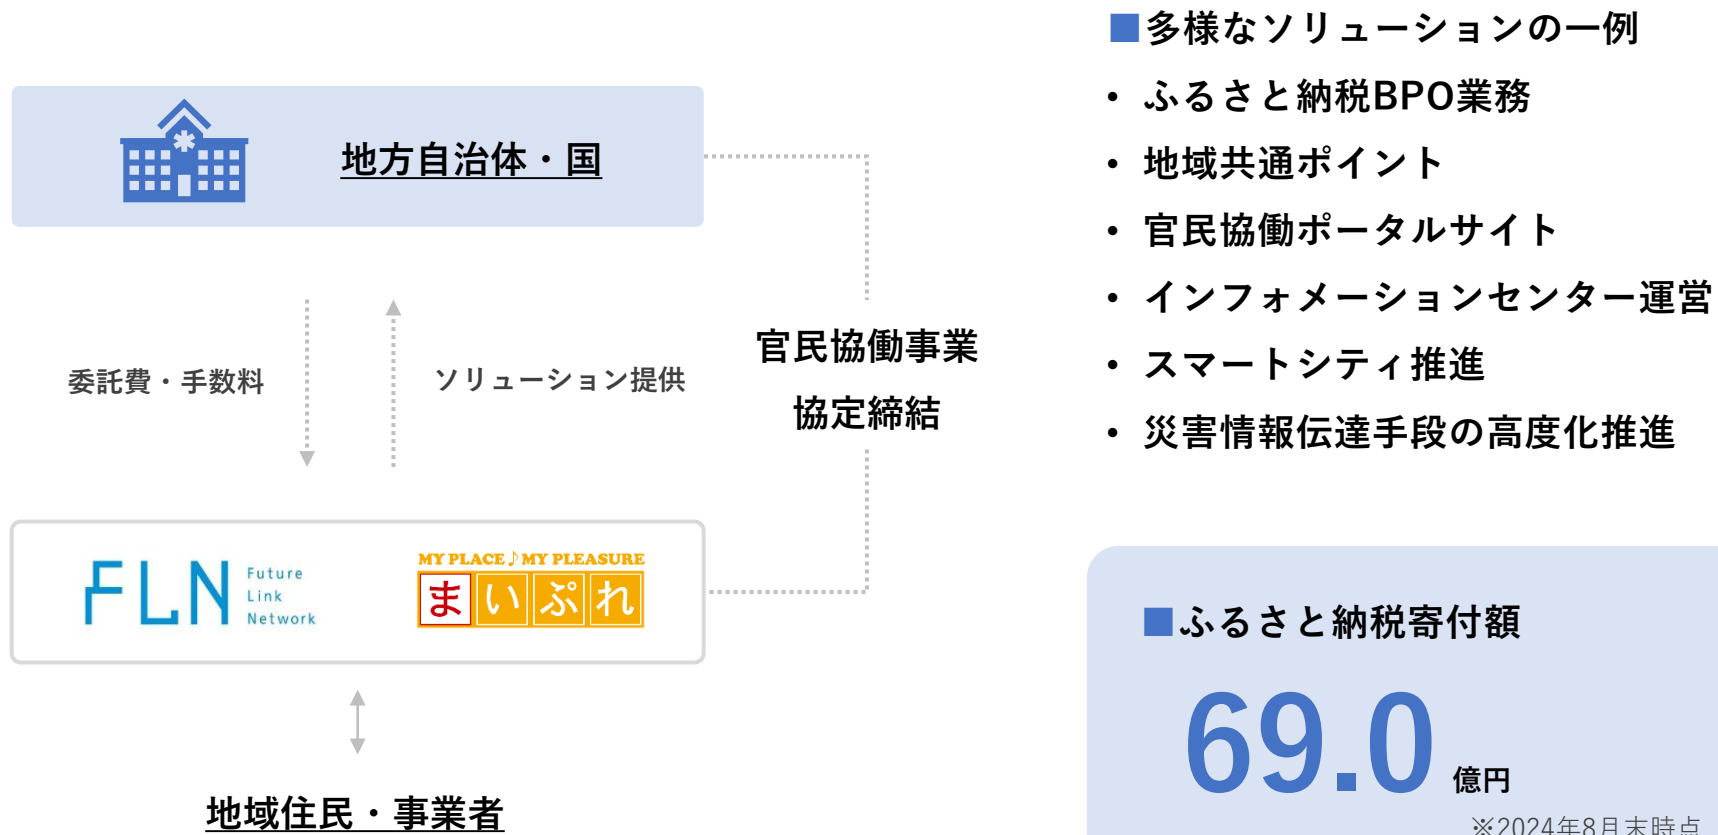 地方自治体・国
委託費・手数料
ソリューション提供
官民協働事業
協定締結
FLN
Future
Link
Network
MY PLACE♪MY PLEASURE
まいぷれ
地域住民・事業者
■多様なソリューションの一例
• ふるさと納税BPO業務
• 地域共通ポイント
• 官民協働ポータルサイト
• インフォメーションセンター運営
• スマートシティ推進
• 災害情報伝達手段の高度化推進
■ふるさと納税寄付額
69.0億円
※2024年8月末時点